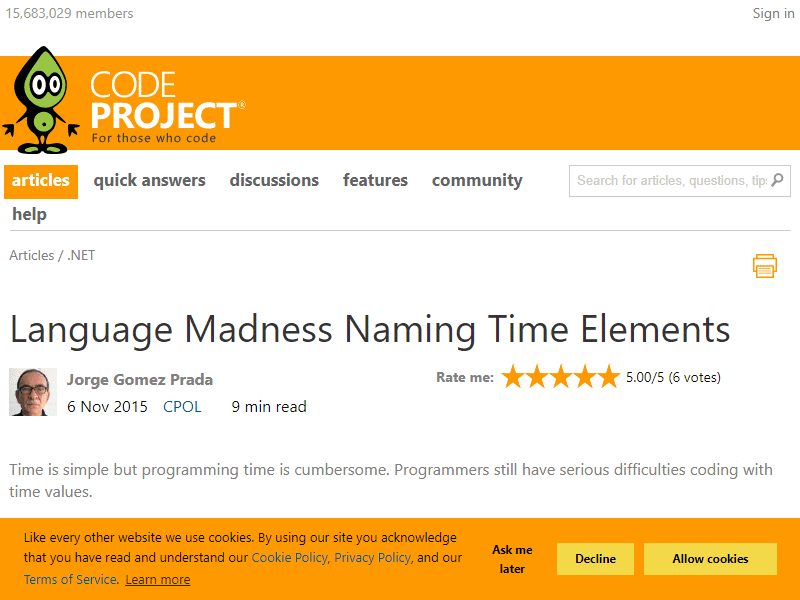 15,683,029 members
Sign in
CODE
PROJECT®
For those who code
articles quick answers discussions features community
Search for articles, questions, tips
help
Articles / .NET
Language Madness Naming Time Elements
Jorge Gomez Prada
Rate me: 5.00/5 (6 votes)
6 Nov 2015 CPOL 9 min read
Time is simple but programming time is cumbersome. Programmers still have serious difficulties coding with
time values.
Like every other website we use cookies. By using our site you acknowledge
that you have read and understand our Cookie Policy, Privacy Policy, and our
Terms of Service. Learn more
Ask me
later
Decline
Allow cookies